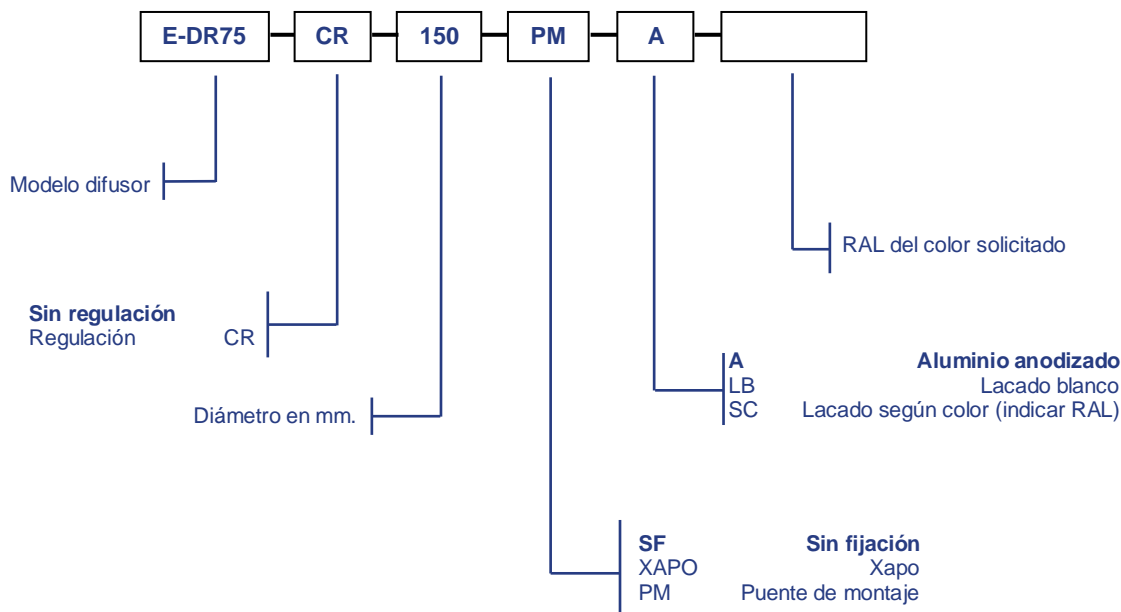 E-DR75 CR 150 PM A
Modelo difusor
RAL del color solicitado
Sin regulación
Regulación CR
A Aluminio anodizado
LB Lacado blanco
SC Lacado según color (indicar RAL)
Diámetro en mm.
SF Sin fijación
XAPO Xapo
PM Puente de montaje